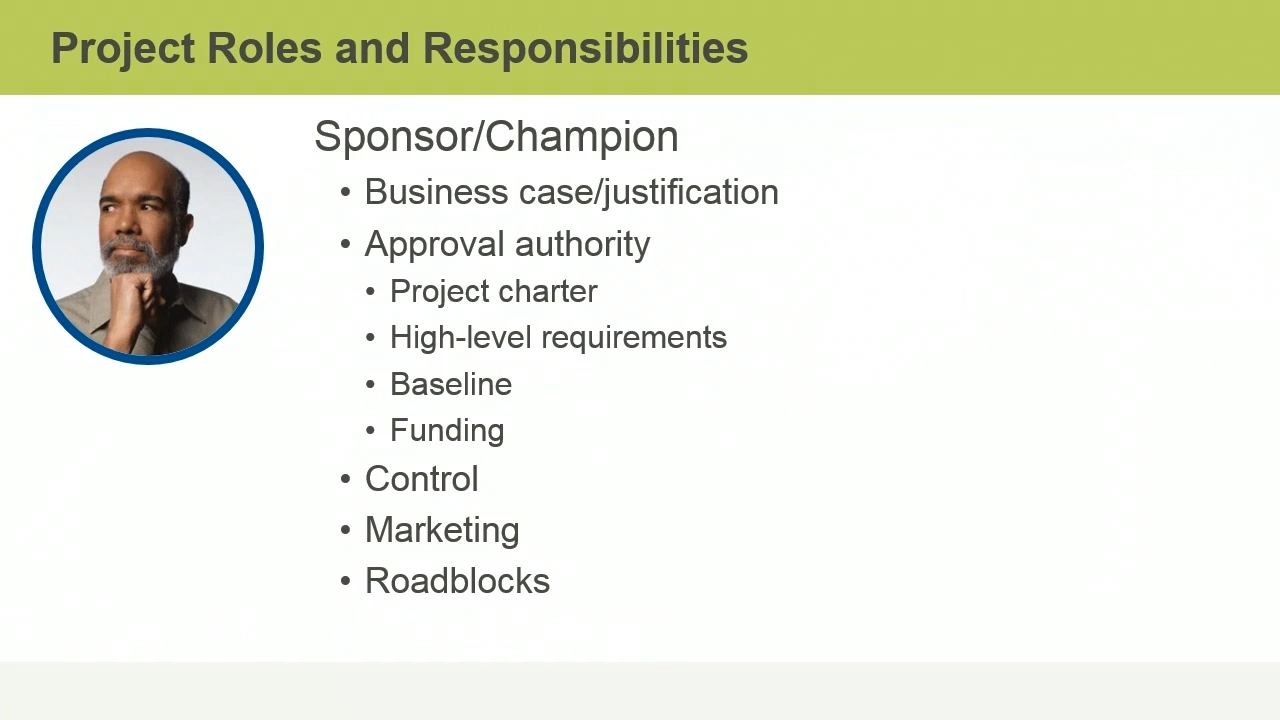 Project Roles and Responsibilities
Sponsor/Champion
• Business case/justification
• Approval authority
• Project charter
• High-level requirements
• Baseline
• Funding
• Control
• Marketing
• Roadblocks